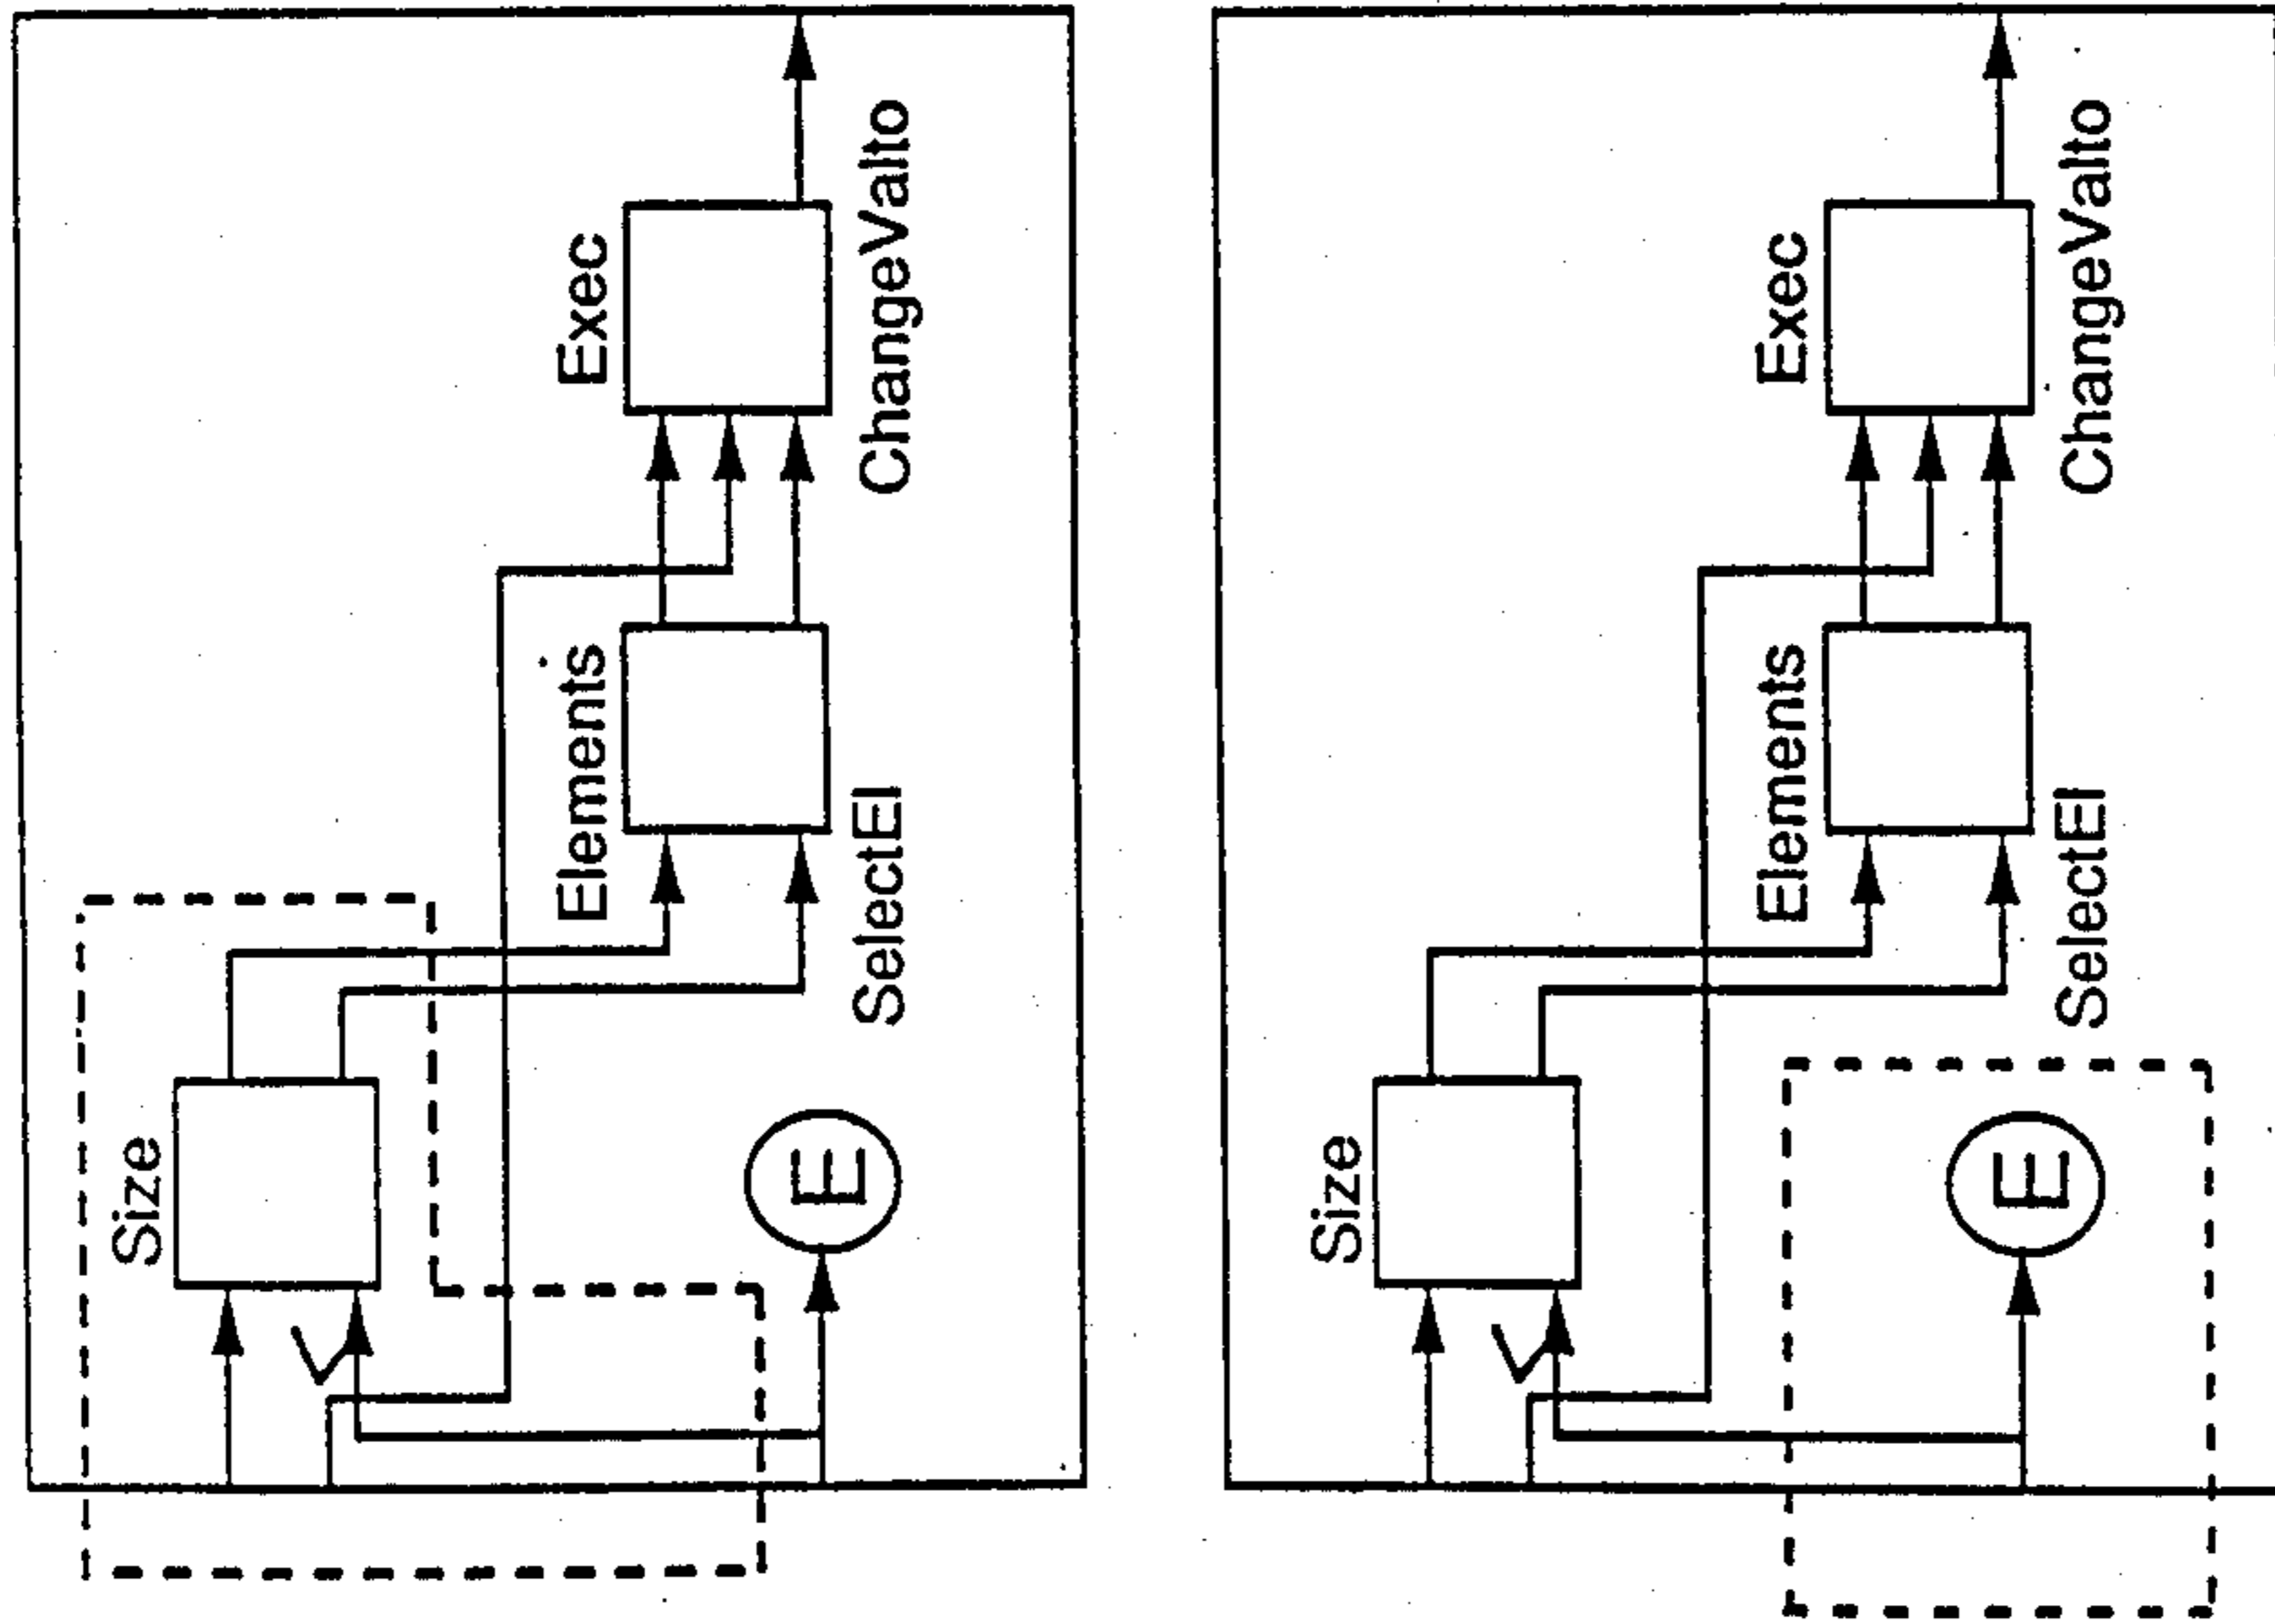 Size
Elements
Exec
E
SelectEl
ChangeValto
Size
Elements
Exec
E
SelectEl
ChangeValto